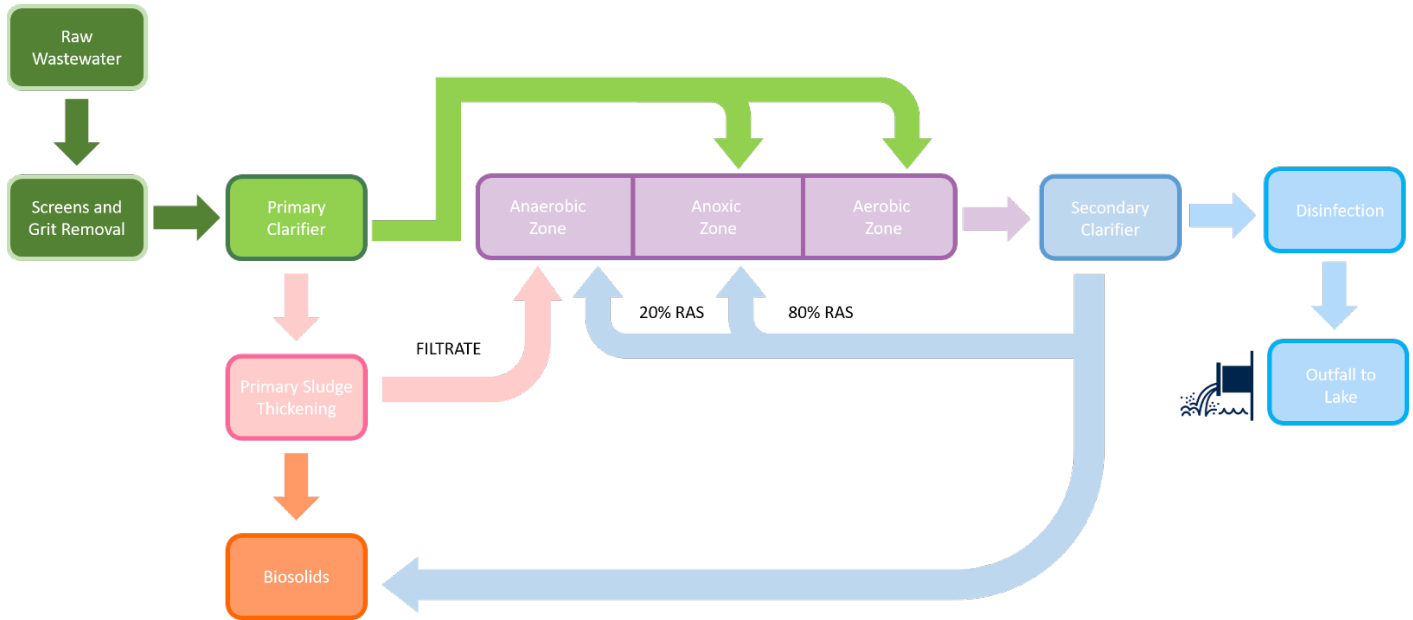 Raw
Wastewater
Screens and
Grit Removal
Primary
Clarifier
Anaerobic
Zone
Anoxic
Zone
Aerobic
Zone
Secondary
Clarifier
Disinfection
20% RAS
80% RAS
FILTRATE
Primary Sludge
Thickening
Outfall to
Lake
Biosolids